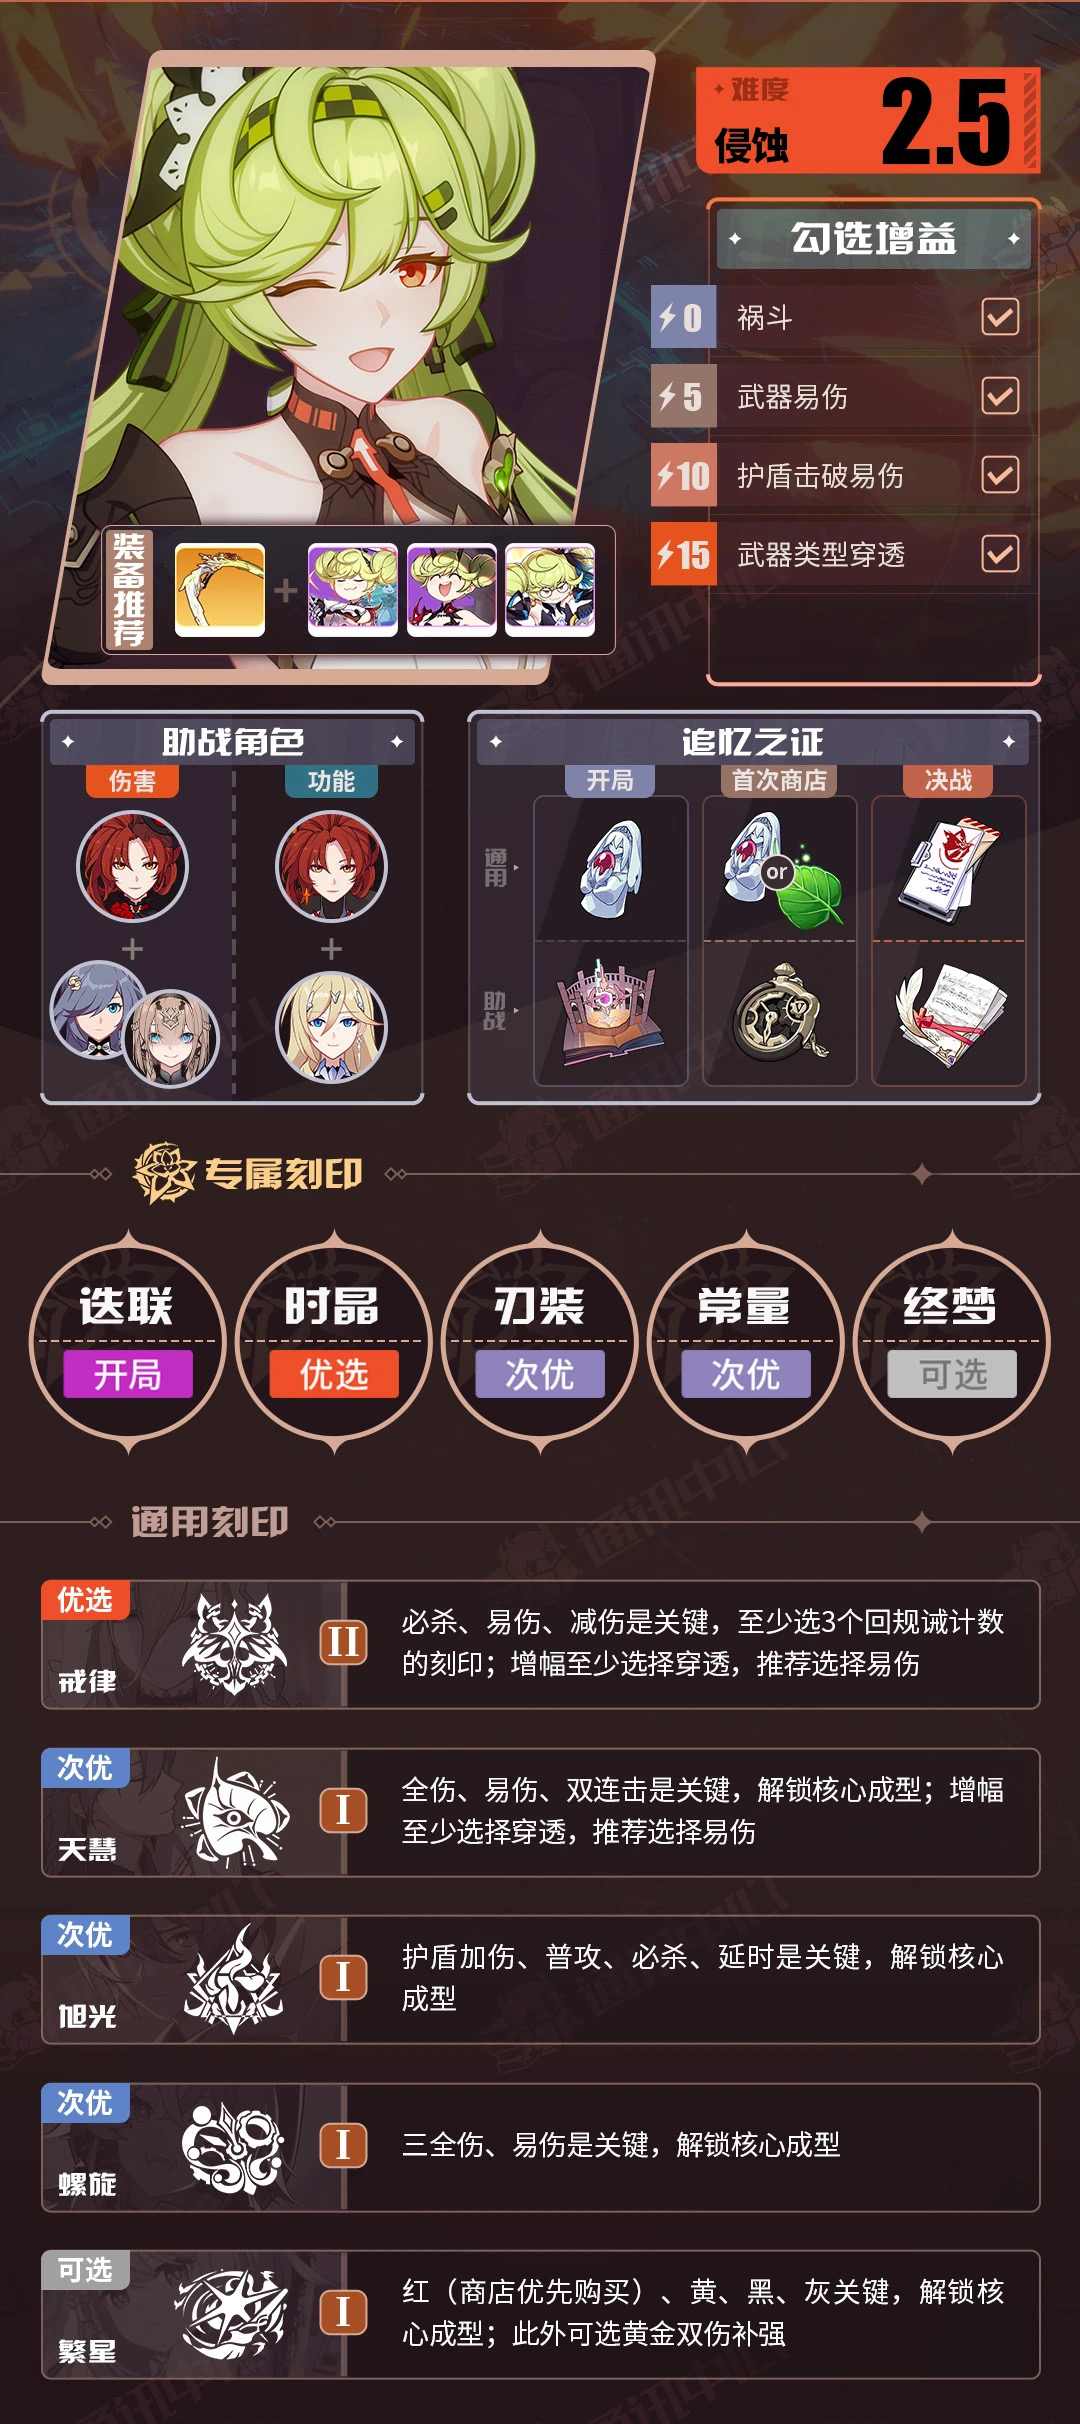 难度
侵蚀
2.5
勾选增益
0
祸斗
5
武器易伤
10
护盾击破易伤
15
武器类型穿透
装备推荐
助战角色
伤害
功能
追忆之证
开局
首次商店
决战
通用
or
助战
专属刻印
迭联
开局
时晶
优选
刃装
次优
常量
次优
终梦
可选
通用刻印
优选
戒律
II
必杀、易伤、减伤是关键，至少选3个回规诫计数
的刻印；增幅至少选择穿透，推荐选择易伤
次优
天慧
I
全伤、易伤、双连击是关键，解锁核心成型；增幅
至少选择穿透，推荐选择易伤
次优
旭光
I
护盾加伤、普攻、必杀、延时是关键，解锁核心
成型
次优
螺旋
I
三全伤、易伤是关键，解锁核心成型
可选
繁星
I
红（商店优先购买）、黄、黑、灰关键，解锁核
心成型；此外可选黄金双伤补强